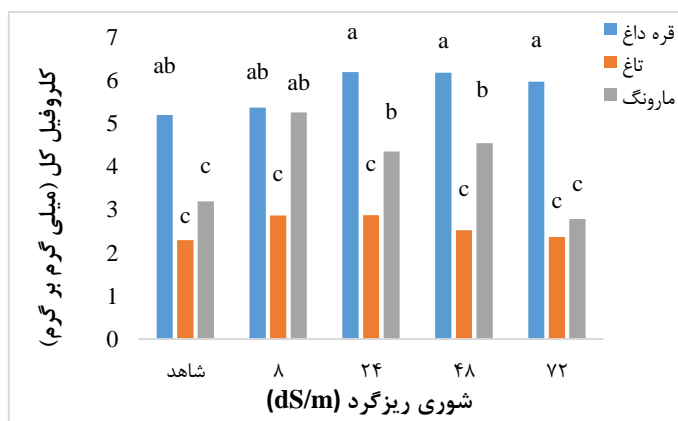 کلروفیل کل (میلی گرم بر گرم)
7
6
5
4
3
2
1
0
ab
c
c
ab
c
ab
a
c
b
a
c
b
a
c
c
قره داغ
تاغ
مارونگ
شاهد
۸
۲۴
۴۸
۷۲
شوری ریزگرد (dS/m)